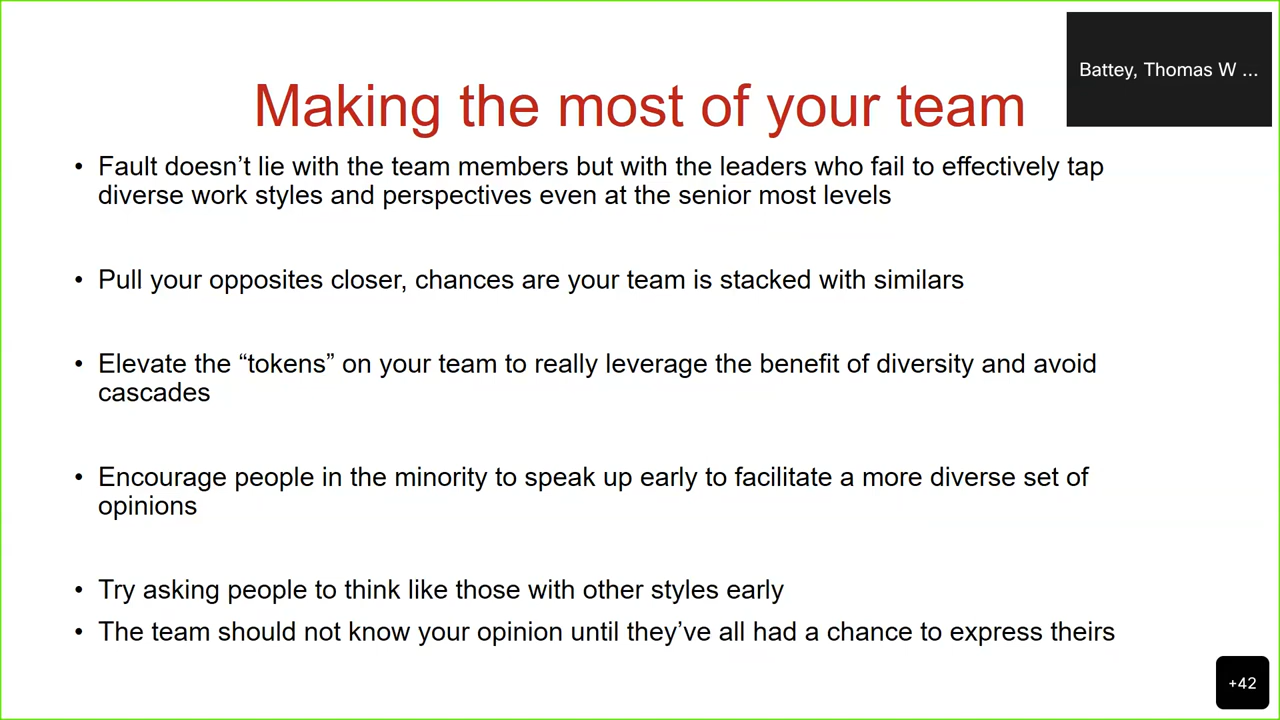 Battey, Thomas W ...
Making the most of your team
• Fault doesn’t lie with the team members but with the leaders who fail to effectively tap
diverse work styles and perspectives even at the senior most levels
• Pull your opposites closer, chances are your team is stacked with similars
• Elevate the “tokens” on your team to really leverage the benefit of diversity and avoid
cascades
• Encourage people in the minority to speak up early to facilitate a more diverse set of
opinions
• Try asking people to think like those with other styles early
• The team should not know your opinion until they’ve all had a chance to express theirs
+42